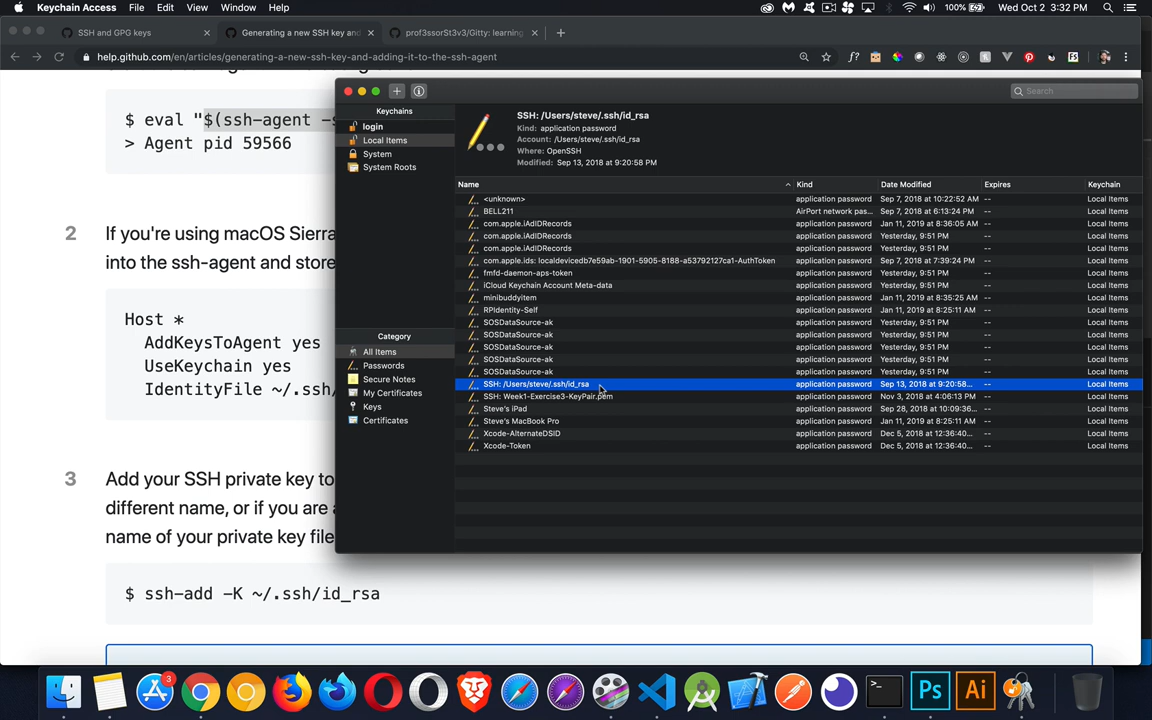 Keychain Access File Edit View Window Help 100% Wed Oct 2 3:32 PM
SSH and GPG keys × Generating a new SSH key and × prof3ssorSt3v3/Gitty: learning ×
help.github.com/en/articles/generating-a-new-ssh-key-and-adding-it-to-the-ssh-agent
$ eval "$(ssh-agent -s
> Agent pid 59566
2 If you're using macOS Sierra
into the ssh-agent and store
Host *
AddKeysToAgent yes
UseKeychain yes
IdentityFile ~/.ssh/
3 Add your SSH private key to
different name, or if you are a
name of your private key file
$ ssh-add -K ~/.ssh/id_rsa
Search
Keychains
login
Local Items
System
System Roots
Category
All Items
Passwords
Secure Notes
My Certificates
Keys
Certificates
SSH: /Users/steve/.ssh/id_rsa
Kind: application password
Account: /Users/steve/.ssh/id_rsa
Where: OpenSSH
Modified: Sep 13, 2018 at 9:20:58 PM
Name Kind Date Modified Expires Keychain
<unknown> application password Sep 7, 2018 at 10:22:52 AM -- Local Items
BELL211 AirPort network pas... Sep 7, 2018 at 6:13:24 PM -- Local Items
com.apple.iAdIDRecords application password Jan 11, 2019 at 8:36:05 AM -- Local Items
com.apple.iAdIDRecords application password Yesterday, 9:51 PM -- Local Items
com.apple.iAdIDRecords application password Yesterday, 9:51 PM -- Local Items
com.apple.ids: localdevicedb7e59ab-1901-5905-8188-a53792127ca1-AuthToken application password Sep 7, 2018 at 7:39:24 PM -- Local Items
fmfd-daemon-aps-token application password Yesterday, 9:51 PM -- Local Items
iCloud Keychain Account Meta-data application password Yesterday, 9:51 PM -- Local Items
minibuddyitem application password Jan 11, 2019 at 8:35:25 AM -- Local Items
RPIdentity-Self application password Jan 11, 2019 at 8:25:11 AM -- Local Items
SOSDataSource-ak application password Yesterday, 9:51 PM -- Local Items
SOSDataSource-ak application password Yesterday, 9:51 PM -- Local Items
SOSDataSource-ak application password Yesterday, 9:51 PM -- Local Items
SOSDataSource-ak application password Yesterday, 9:51 PM -- Local Items
SOSDataSource-ak application password Yesterday, 9:51 PM -- Local Items
SSH: /Users/steve/.ssh/id_rsa application password Sep 13, 2018 at 9:20:58... -- Local Items
SSH: Week1-Exercise3-KeyPair.pem application password Nov 3, 2018 at 4:06:13 PM -- Local Items
Steve's iPad application password Sep 28, 2018 at 10:09:36... -- Local Items
Steve's MacBook Pro application password Jan 11, 2019 at 8:25:11 AM -- Local Items
Xcode-AlternateDSID application password Dec 5, 2018 at 12:36:40... -- Local Items
Xcode-Token application password Dec 5, 2018 at 12:36:40... -- Local Items
3
Ps Ai